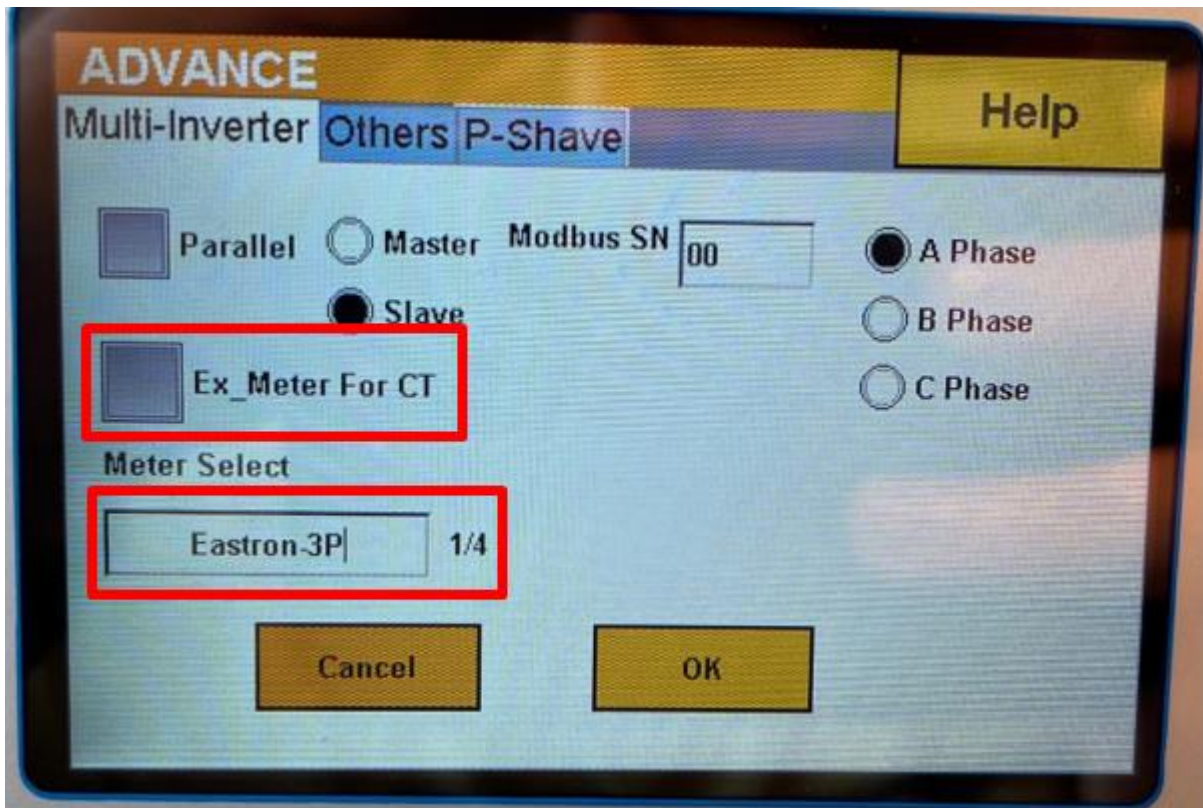 ADVANCE
Help
Multi-Inverter Others P-Shave
Parallel Master Modbus SN 00 A Phase
Slave B Phase
Ex_Meter For CT C Phase
Meter Select
Eastron-3P 1/4
Cancel OK